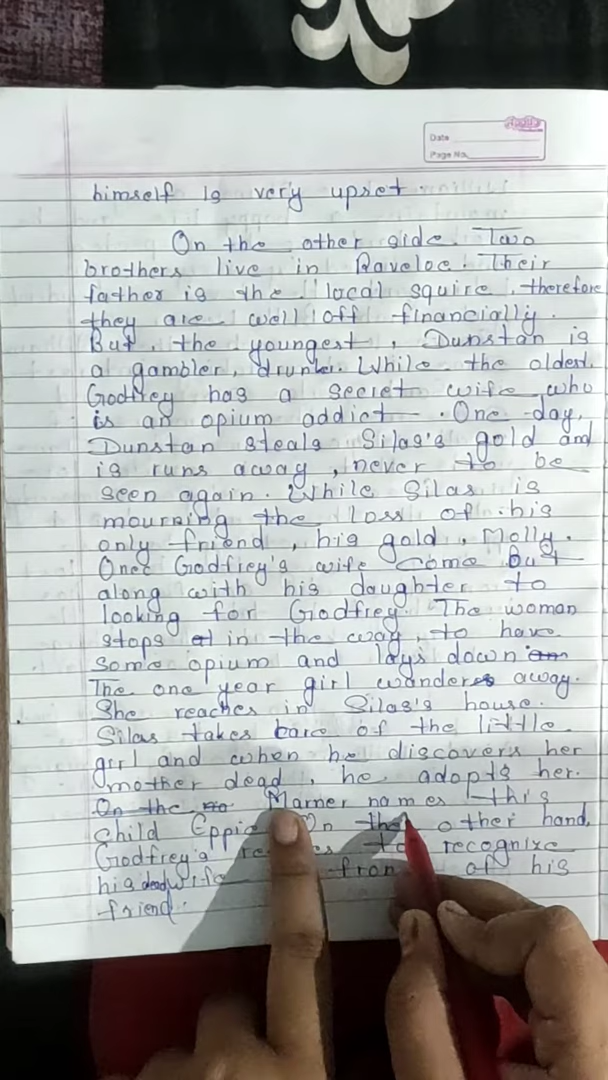 Date
Page No.
himself is very upset
On the other side. Two
brothers live in Raveloe. Their
father is the local squire, therefore
they are well off financially.
But, the youngest, Dunstan is
a gambler, drunker. While the oldest,
Godfrey has a secret wife who
is an opium addict. One day,
Dunstan steals Silas's gold and
is runs away, never to be
seen again. While Silas is
mourning the loss of his
only friend, his gold, Molly.
Once Godfrey's wife come out
along with his daughter to
looking for Godfrey. The woman
stops in the way, to have
some opium and lays down
The one year girl wanders away.
She reaches in Silas's house.
Silas takes care of the little
girl and when he discovers her
mother dead, he adopts her.
On the Marner names this
child Eppie On the other hand,
Godfrey's to recognize
his dead wife of his
friend.